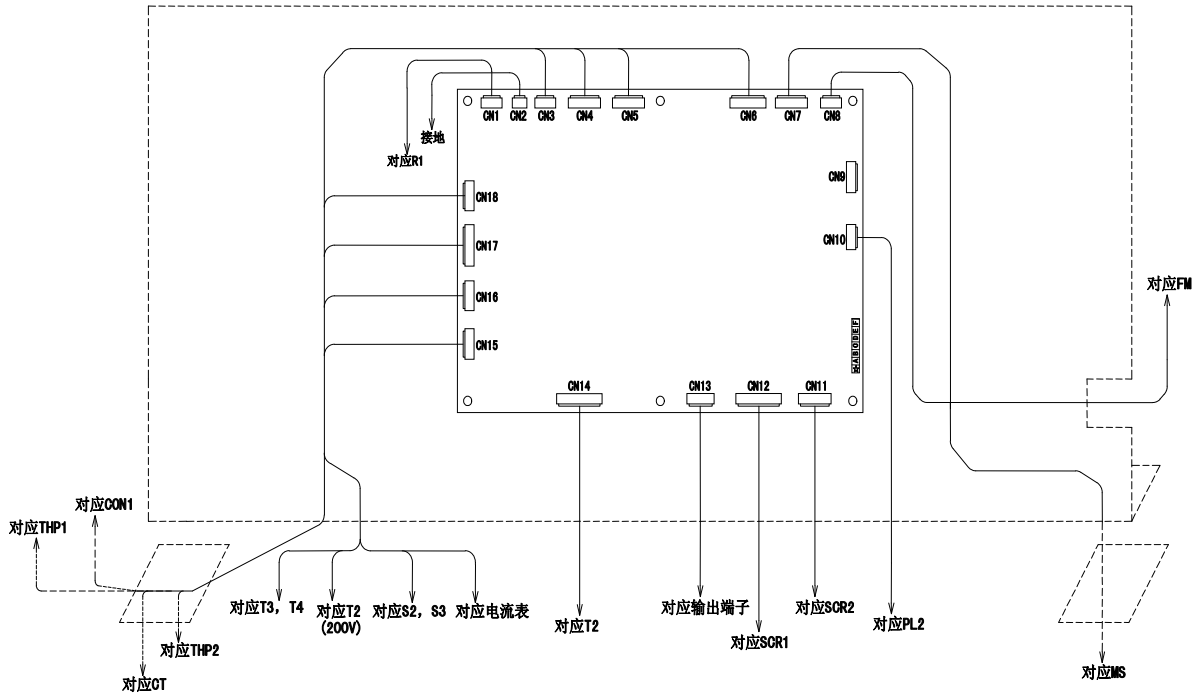 CN1
CN2
CN3
CN4
CN5
CN6
CN7
CN8
接地
对应R1
CN9
CN18
CN10
CN17
对应FM
CN16
CN15
CN14
CN13
CN12
CN11
对应CON1
对应THP1
对应T3，T4
对应T2
(200V)
对应S2，S3
对应电流表
对应T2
对应输出端子
对应SCR1
对应SCR2
对应PL2
对应THP2
对应CT
对应MS